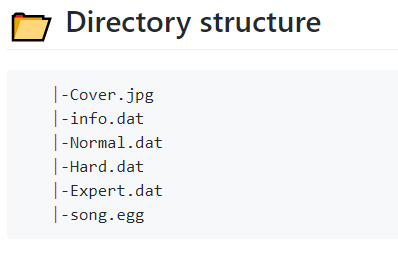 Directory structure
|-Cover.jpg
|-info.dat
|-Normal.dat
|-Hard.dat
|-Expert.dat
|-song.egg